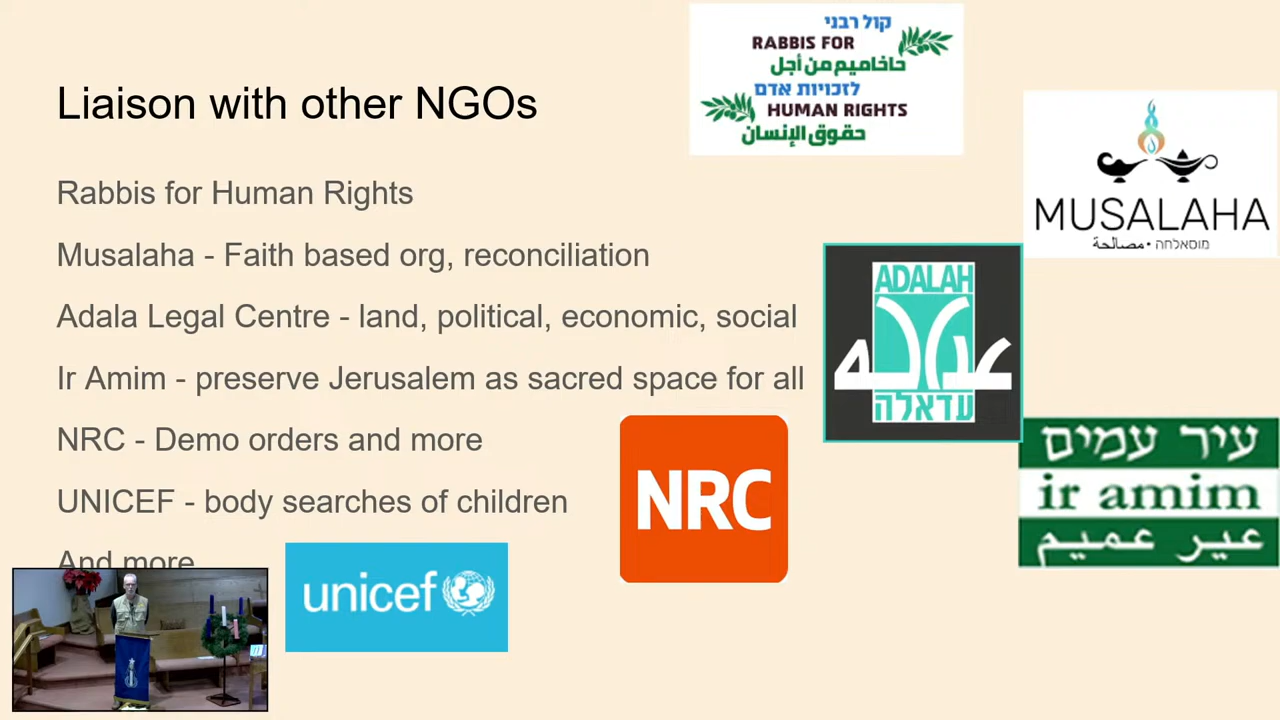 Liaison with other NGOs
Rabbis for Human Rights
Musalaha - Faith based org, reconciliation
Adala Legal Centre - land, political, economic, social
Ir Amim - preserve Jerusalem as sacred space for all
NRC - Demo orders and more
UNICEF - body searches of children
And more
קול רבני
RABBIS FOR
حاخاميم من أجل
לזכויות אדם
HUMAN RIGHTS
حقوق الإنسان
MUSALAHA
مصالحة • מוסאלחה
ADALAH
عدالة
עדאלה
עיר עמים
ir amim
عير عميم
NRC
unicef